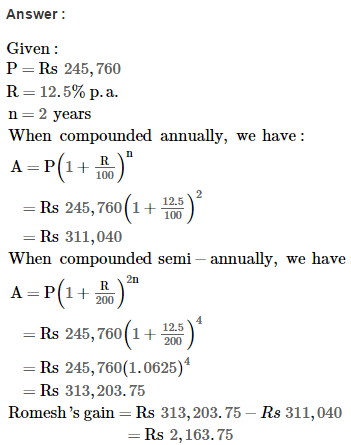 Answer :
Given :
P = Rs 245,760
R = 12.5% p. a.
n = 2 years
When compounded annually, we have :
A = P(1 + R/100)^n
= Rs 245,760(1 + 12.5/100)^2
= Rs 311,040
When compounded semi − annually, we have
A = P(1 + R/200)^2n
= Rs 245,760(1 + 12.5/200)^4
= Rs 245,760(1.0625)^4
= Rs 313,203.75
Romesh's gain = Rs 313,203.75 − Rs 311,040
= Rs 2,163.75